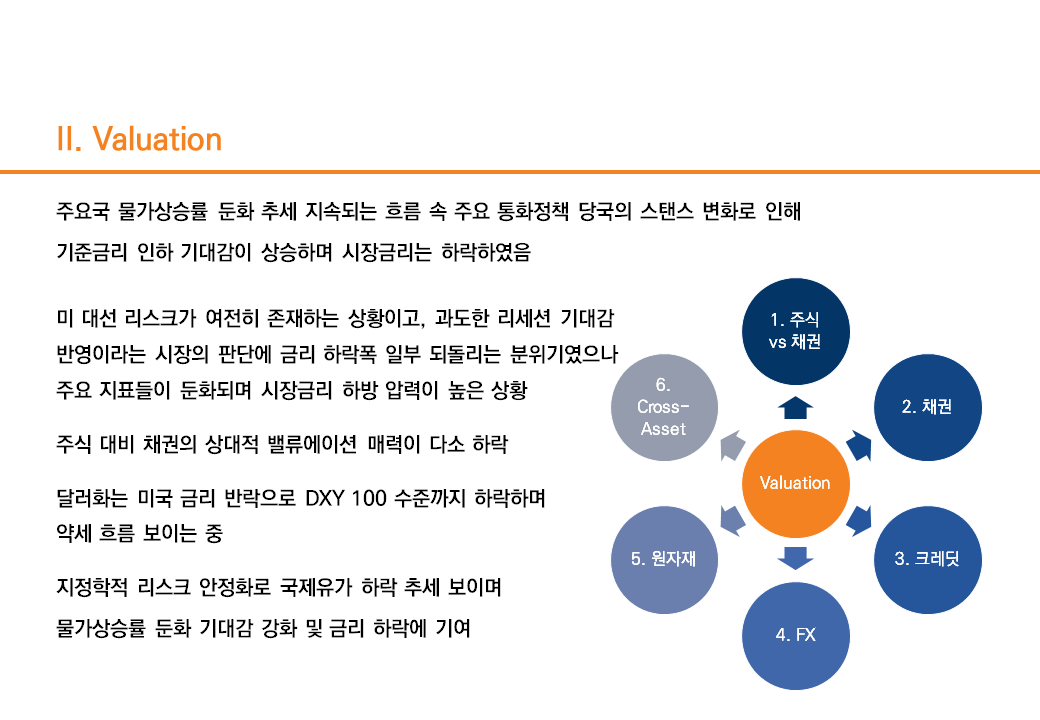 II. Valuation
주요국 물가상승률 둔화 추세 지속되는 흐름 속 주요 통화정책 당국의 스탠스 변화로 인해
기준금리 인하 기대감이 상승하며 시장금리는 하락하였음
미 대선 리스크가 여전히 존재하는 상황이고, 과도한 리세션 기대감
반영이라는 시장의 판단에 금리 하락폭 일부 되돌리는 분위기였으나
주요 지표들이 둔화되며 시장금리 하방 압력이 높은 상황
주식 대비 채권의 상대적 밸류에이션 매력이 다소 하락
달러화는 미국 금리 반락으로 DXY 100 수준까지 하락하며
약세 흐름 보이는 중
지정학적 리스크 안정화로 국제유가 하락 추세 보이며
물가상승률 둔화 기대감 강화 및 금리 하락에 기여
1. 주식
vs 채권
2. 채권
3. 크레딧
4. FX
5. 원자재
6.
Cross-
Asset
Valuation